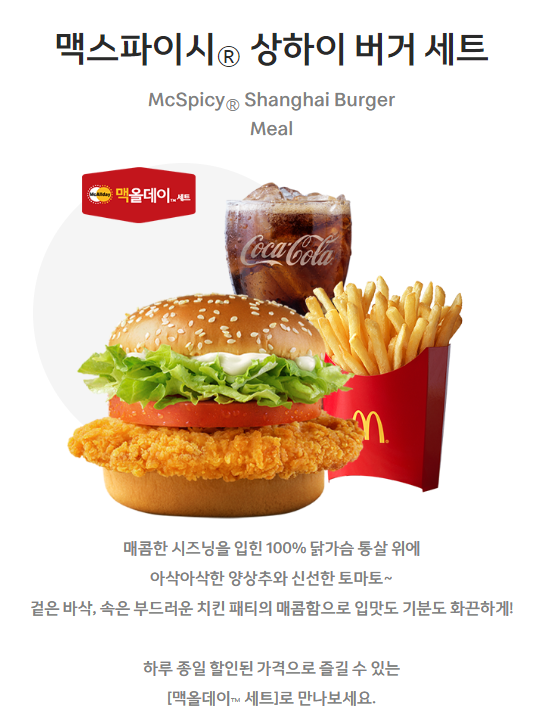 맥스파이시® 상하이 버거 세트
McSpicy® Shanghai Burger
Meal
McAllday 맥올데이™ 세트
Coca-Cola
매콤한 시즈닝을 입힌 100% 닭가슴 통살 위에
아삭아삭한 양상추와 신선한 토마토~
겉은 바삭, 속은 부드러운 치킨 패티의 매콤함으로 입맛도 기분도 화끈하게!
하루 종일 할인된 가격으로 즐길 수 있는
[맥올데이™ 세트]로 만나보세요.